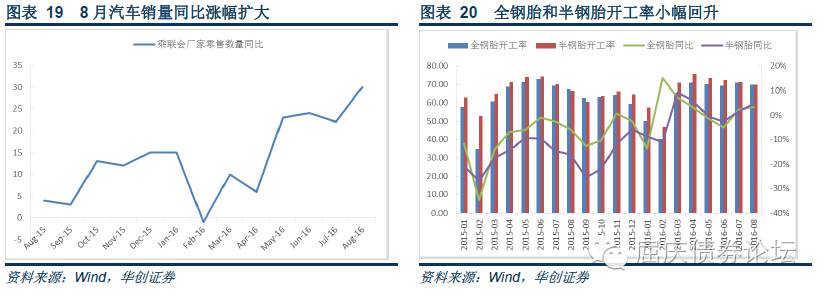 图表 19 8 月汽车销量同比涨幅扩大
乘联会厂家零售数量同比
35
30
25
20
15
10
5
0
-5
Aug-15
Sep-15
Oct-15
Nov-15
Dec-15
Jan-16
Feb-16
Mar-16
Apr-16
May-16
Jun-16
Jul-16
Aug-16
资料来源：Wind，华创证券
图表 20 全钢胎和半钢胎开工率小幅回升
全钢胎开工率 半钢胎开工率 全钢胎同比 半钢胎同比
80.00
70.00
60.00
50.00
40.00
30.00
20.00
10.00
0.00
20%
10%
0%
-10%
-20%
-30%
-40%
2015-01
2015-02
2015-03
2015-04
2015-05
2015-06
2015-07
2015-08
2015-09
2015-10
2015-11
2015-12
2016-01
2016-02
2016-03
2016-04
2016-05
2016-06
2016-07
2016-08
屈庆债券论坛
资料来源：Wind，华创证券